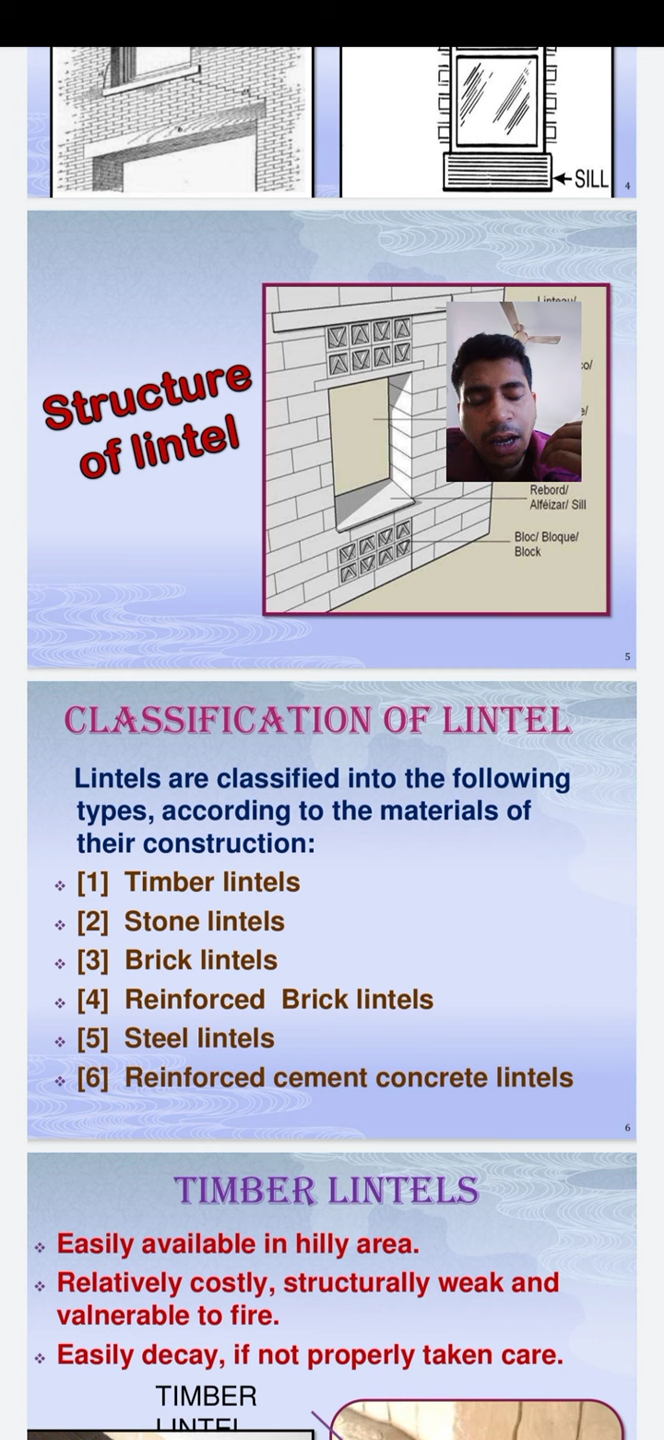 SILL
4
Structure
of lintel
Rebord/
Alféizar/ Sill
Bloc/ Bloque/
Block
5
CLASSIFICATION OF LINTEL
Lintels are classified into the following
types, according to the materials of
their construction:
[1] Timber lintels
[2] Stone lintels
[3] Brick lintels
[4] Reinforced Brick lintels
[5] Steel lintels
[6] Reinforced cement concrete lintels
6
TIMBER LINTELS
Easily available in hilly area.
Relatively costly, structurally weak and
valnerable to fire.
Easily decay, if not properly taken care.
TIMBER
LINTEL